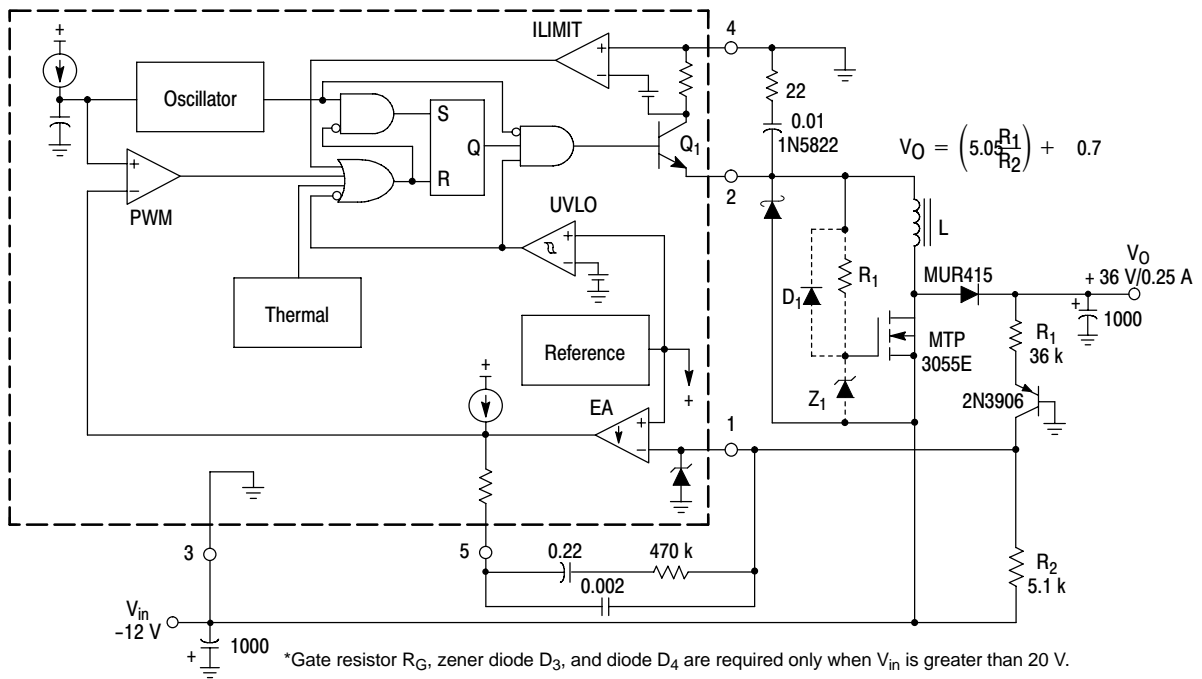 ILIMIT
4
+
+
−
Oscillator
22
0.01
1N5822
S
Q
R
Q1
VO = (5.05 R1/R2) + 0.7
+
−
PWM
2
UVLO
+
−
L
Thermal
D1
R1
MUR415
VO
+ 36 V/0.25 A
+
1000
Reference
MTP
3055E
R1
36 k
+
Z1
2N3906
+
EA
+
−
1
3
5
0.22
470 k
0.002
R2
5.1 k
Vin
−12 V
+
1000
*Gate resistor RG, zener diode D3, and diode D4 are required only when Vin is greater than 20 V.